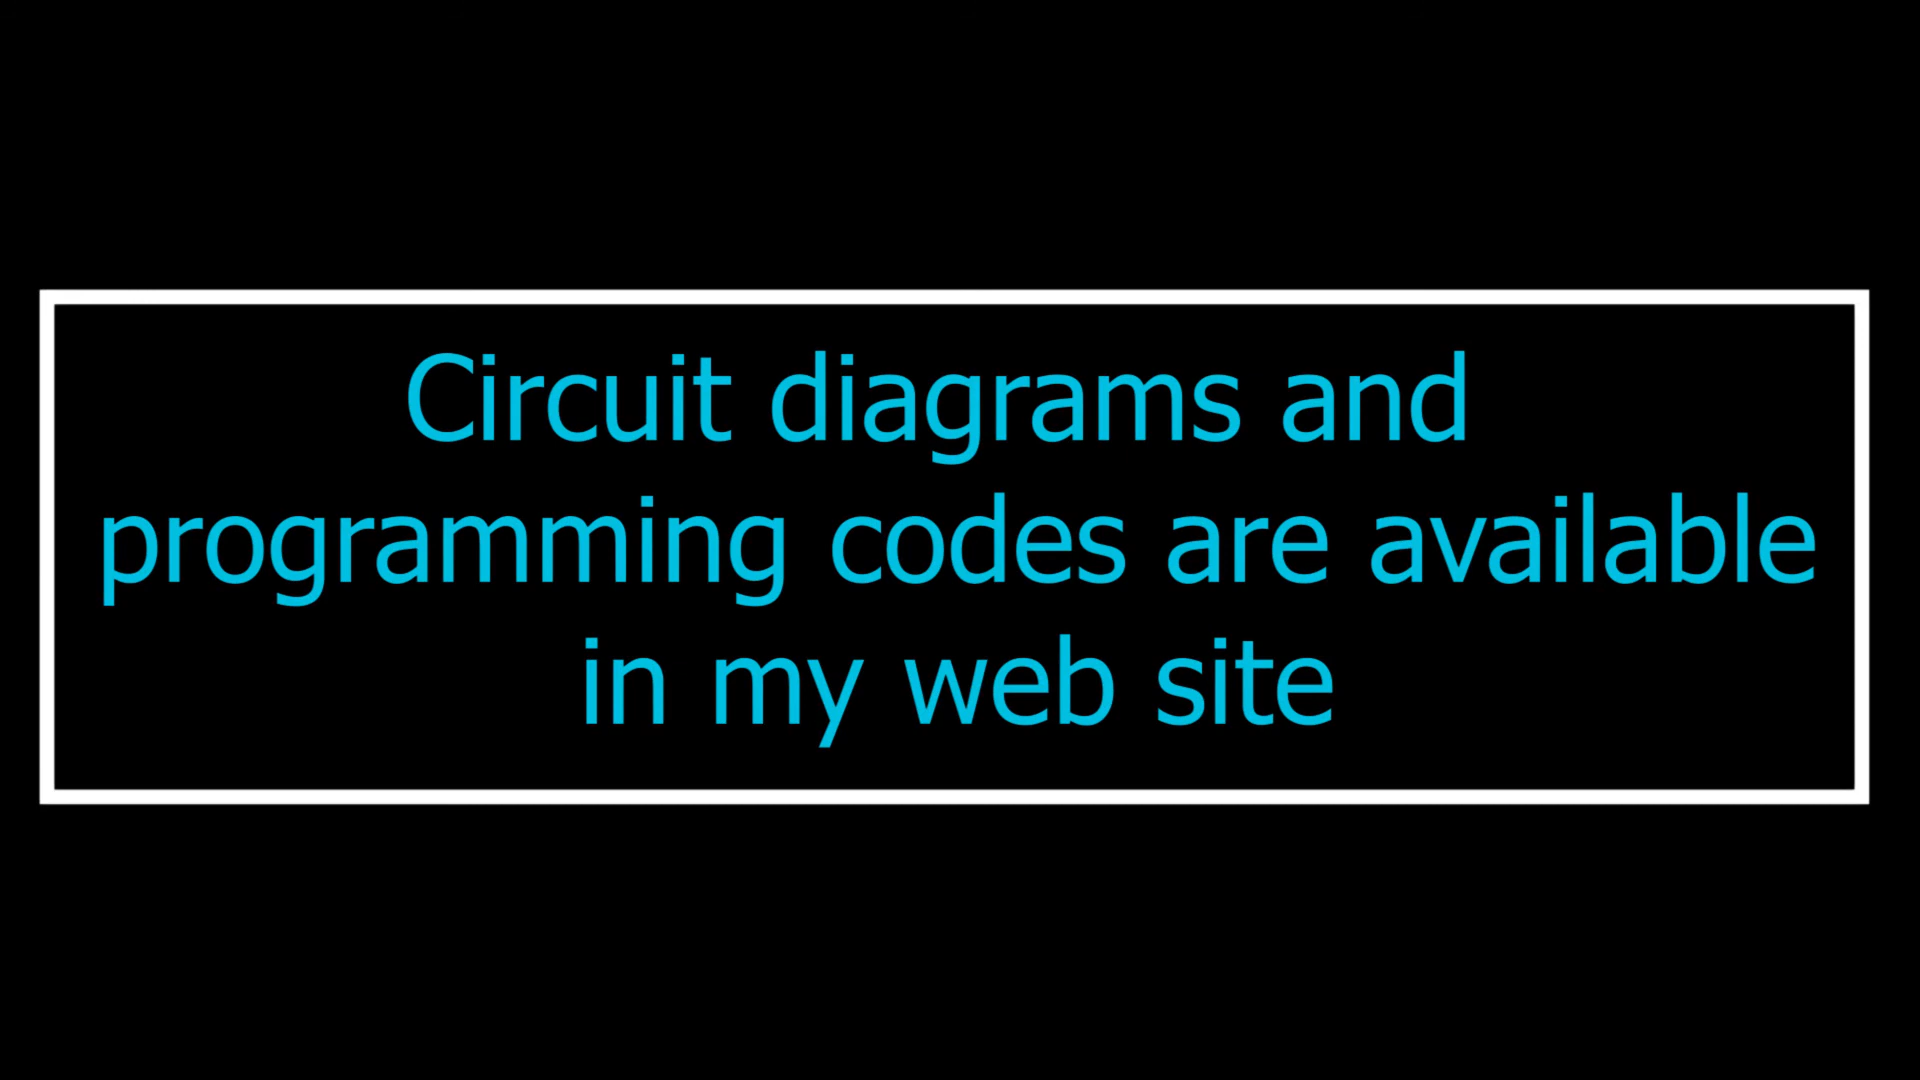 Circuit diagrams and
programming codes are available
in my web site